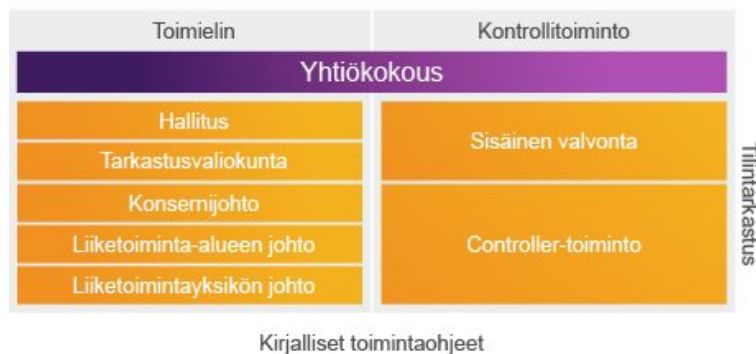 Toimielin
Kontrollitoiminto
Yhtiökokous
Hallitus
Tarkastusvaliokunta
Konsernijohto
Liiketoiminta-alueen johto
Liiketoimintayksikön johto
Sisäinen valvonta
Controller-toiminto
Tilintarkastus
Kirjalliset toimintaohjeet